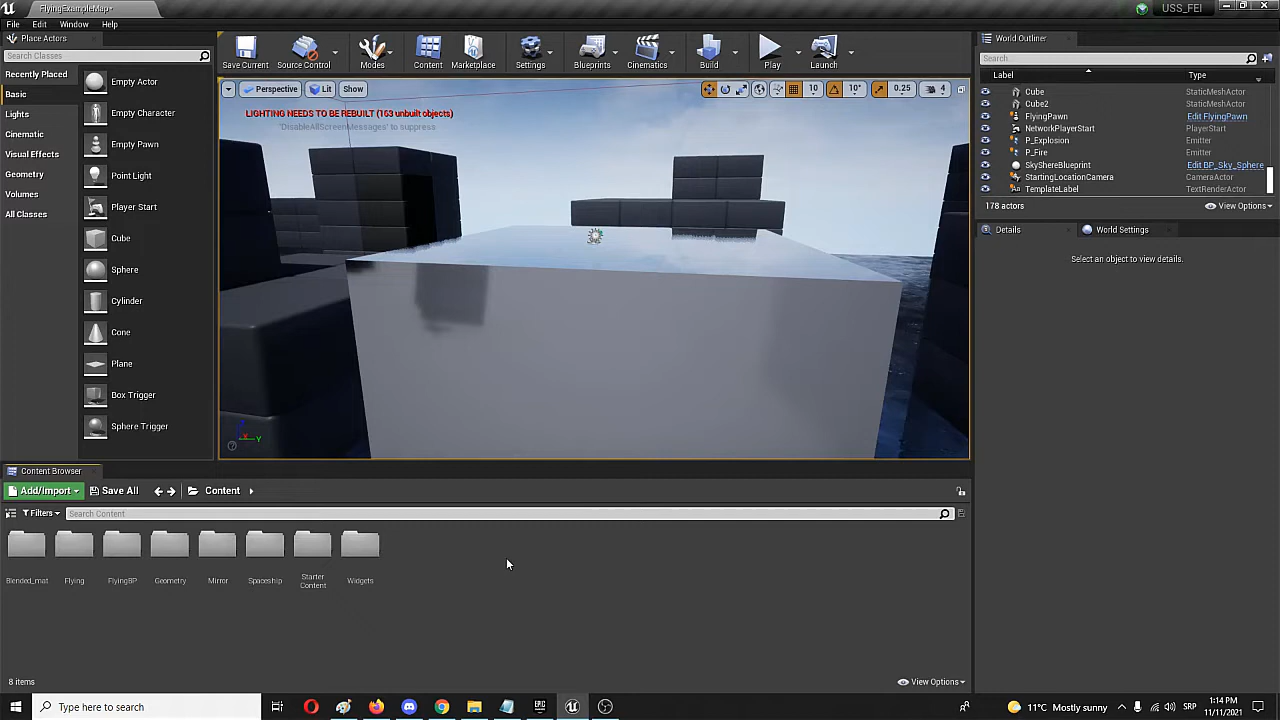 FlyingExampleMap*
USS_FEI
File Edit Window Help
Place Actors
Search Classes
Recently Placed
Basic
Lights
Cinematic
Visual Effects
Geometry
Volumes
All Classes
Empty Actor
Empty Character
Empty Pawn
Point Light
Player Start
Cube
Sphere
Cylinder
Cone
Plane
Box Trigger
Sphere Trigger
Save Current Source Control Modes Content Marketplace Settings Blueprints Cinematics Build Play Launch
Perspective Lit Show 10 10° 0.25 4
LIGHTING NEEDS TO BE REBUILT (163 unbuilt objects)
'DisableAllScreenMessages' to suppress
Z
X Y
World Outliner
Search...
Label Type
Cube StaticMeshActor
Cube2 StaticMeshActor
FlyingPawn Edit FlyingPawn
NetworkPlayerStart PlayerStart
P_Explosion Emitter
P_Fire Emitter
SkyShereBlueprint Edit BP_Sky_Sphere
StartingLocationCamera CameraActor
TemplateLabel TextRenderActor
178 actors View Options
Details World Settings
Select an object to view details.
Content Browser
Add/Import Save All Content
Filters Search Content
Blended_mat Flying FlyingBP Geometry Mirror Spaceship Starter Content Widgets
8 items View Options
Type here to search
EPIC
11°C Mostly sunny SRP
1:14 PM
11/11/2021